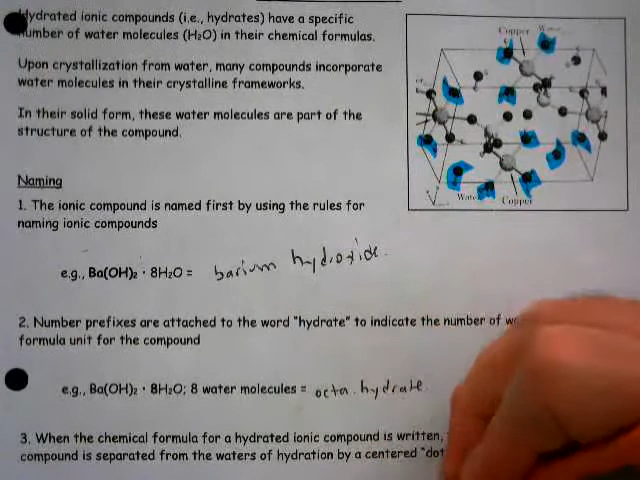 Hydrated ionic compounds (i.e., hydrates) have a specific
number of water molecules (H₂O) in their chemical formulas.
Upon crystallization from water, many compounds incorporate
water molecules in their crystalline frameworks.
In their solid form, these water molecules are part of the
structure of the compound.
Copper
Copper
Naming
1. The ionic compound is named first by using the rules for
naming ionic compounds
e.g., Ba(OH)₂ · 8H₂O = barium hydroxide.
2. Number prefixes are attached to the word "hydrate" to indicate the number of
formula unit for the compound
e.g., Ba(OH)₂ · 8H₂O; 8 water molecules = octa.hydrate.
3. When the chemical formula for a hydrated ionic compound is written,
compound is separated from the waters of hydration by a centered "dot